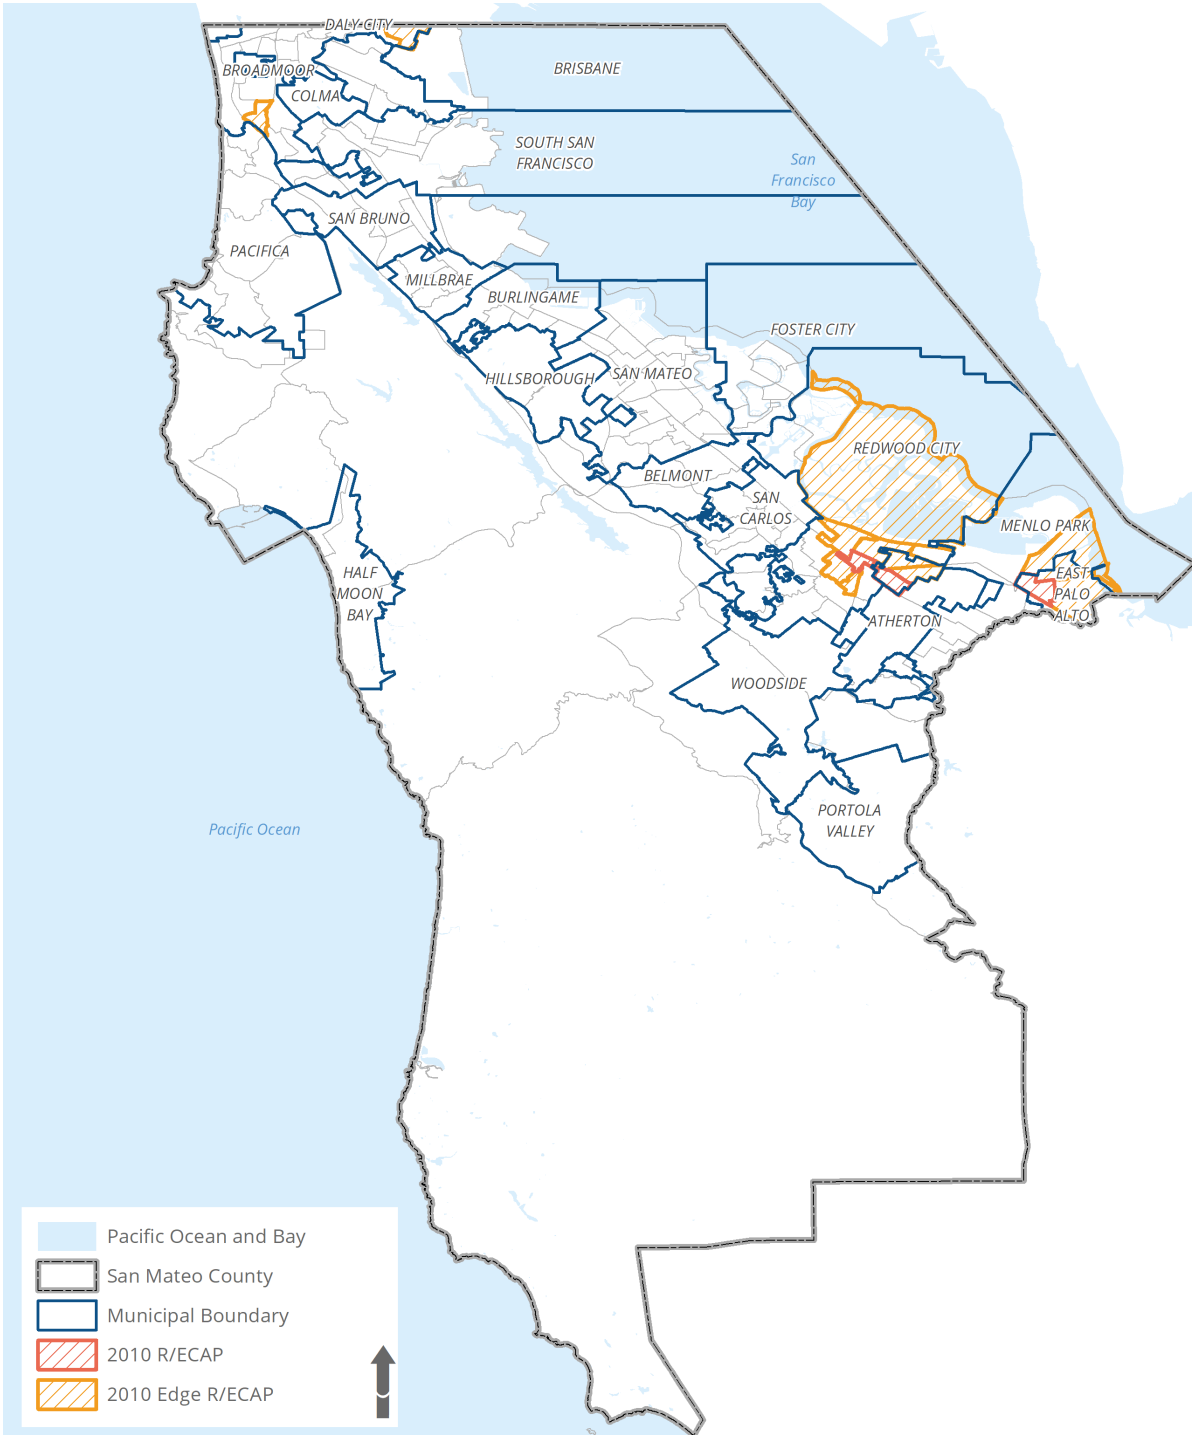 DALY CITY
BROADMOOR
BRISBANE
COLMA
SOUTH SAN
FRANCISCO
San
Francisco
Bay
SAN BRUNO
PACIFICA
MILLBRAE
BURLINGAME
FOSTER CITY
HILLSBOROUGH
SAN MATEO
REDWOOD CITY
BELMONT
SAN
CARLOS
MENLO PARK
HALF
MOON
BAY
EAST
PALO
ALTO
ATHERTON
WOODSIDE
PORTOLA
VALLEY
Pacific Ocean
Pacific Ocean and Bay
San Mateo County
Municipal Boundary
2010 R/ECAP
2010 Edge R/ECAP